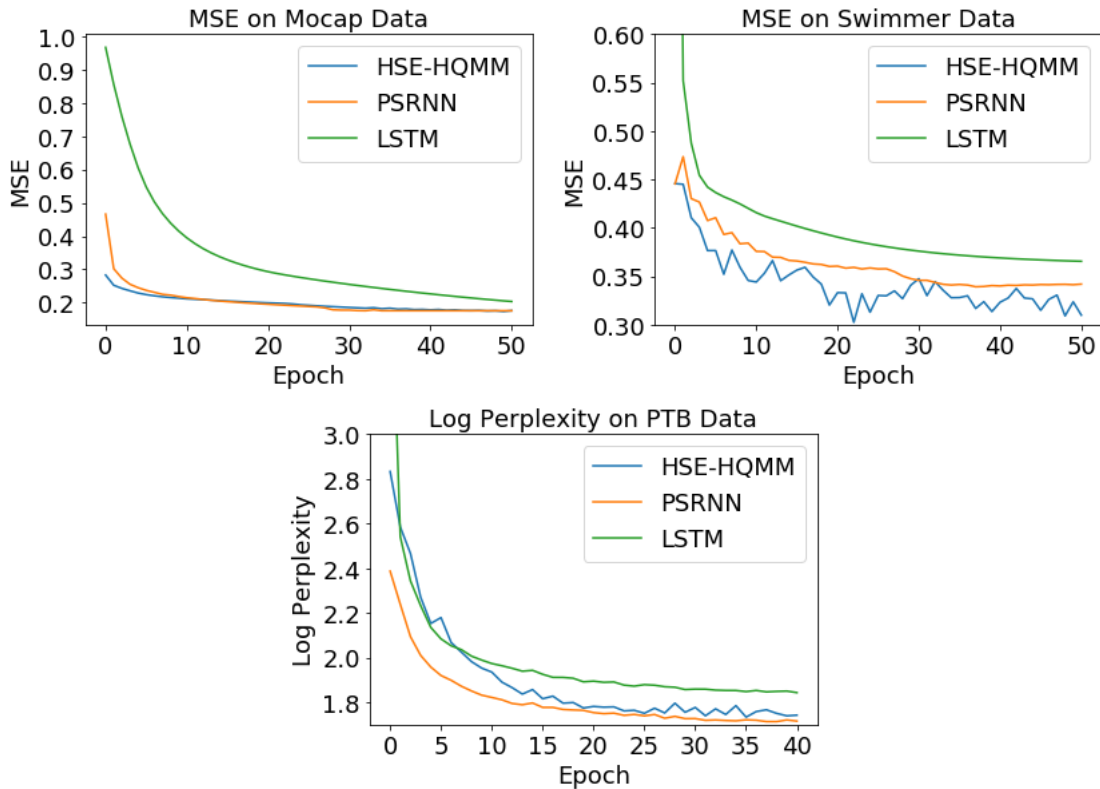 MSE on Mocap Data
1.0
0.9
0.8
0.7
0.6
0.5
0.4
0.3
0.2
MSE
HSE-HQMM
PSRNN
LSTM
0 10 20 30 40 50
Epoch
MSE on Swimmer Data
0.60
0.55
0.50
0.45
0.40
0.35
0.30
MSE
HSE-HQMM
PSRNN
LSTM
0 10 20 30 40 50
Epoch
Log Perplexity on PTB Data
3.0
2.8
2.6
2.4
2.2
2.0
1.8
Log Perplexity
HSE-HQMM
PSRNN
LSTM
0 5 10 15 20 25 30 35 40
Epoch